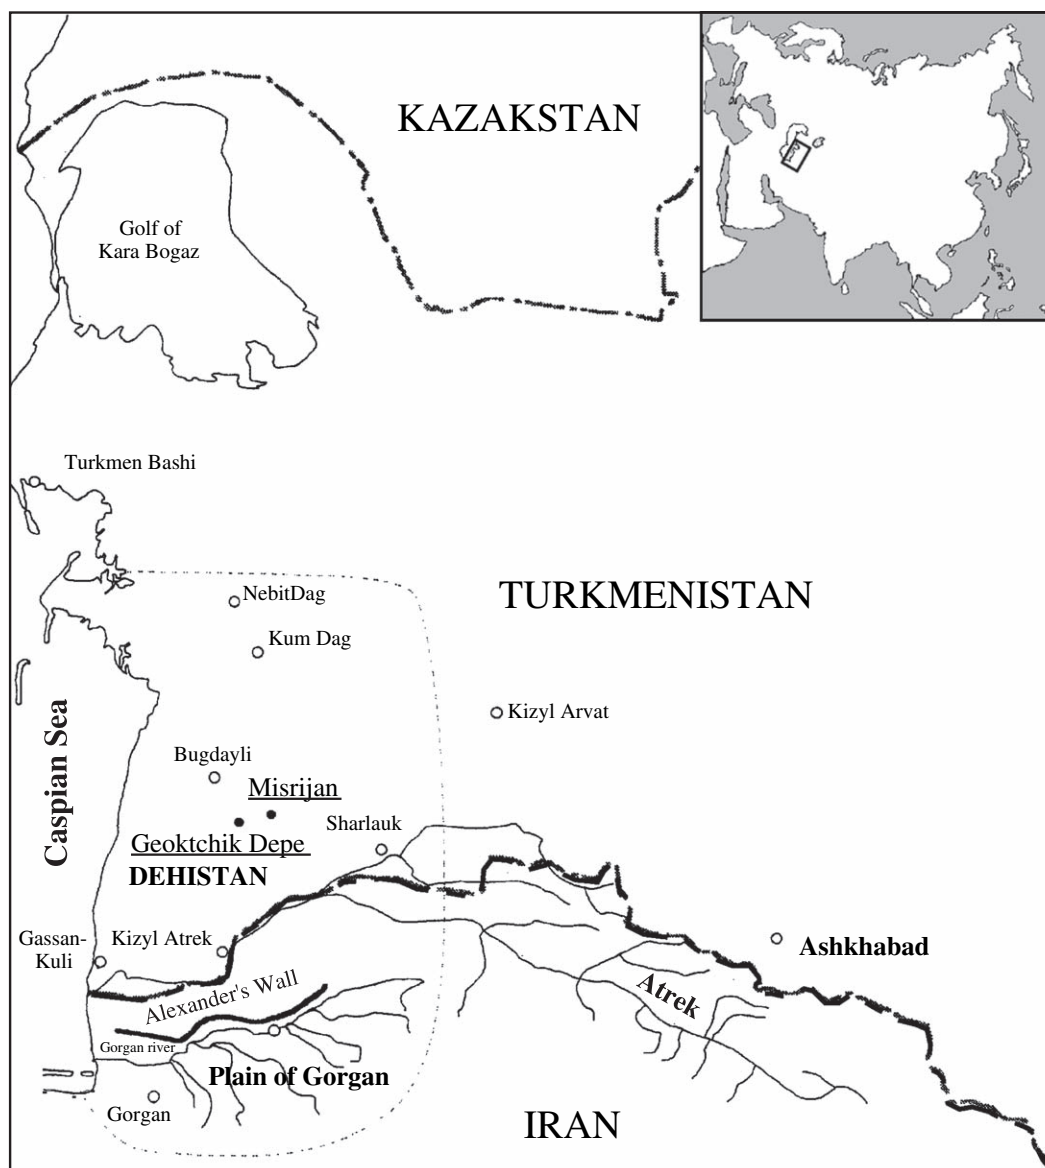 KAZAKSTAN
Golf of
Kara Bogaz
Turkmen Bashi
NebitDag
TURKMENISTAN
Kum Dag
Kizyl Arvat
Caspian Sea
Bugdayli
Misrijan
Sharlauk
Geoktchik Depe
DEHISTAN
Gassan-
Kuli
Kizyl Atrek
Ashkhabad
Alexander's Wall
Atrek
Gorgan river
Plain of Gorgan
Gorgan
IRAN